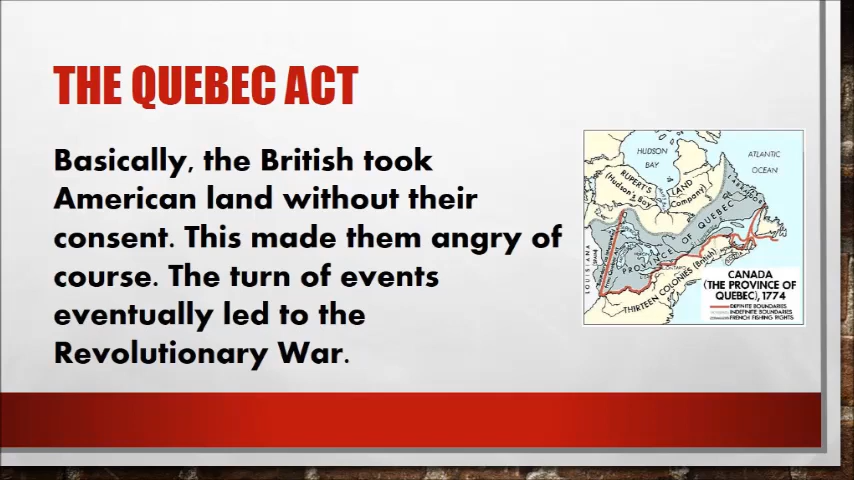 THE QUEBEC ACT
Basically, the British took
American land without their
consent. This made them angry of
course. The turn of events
eventually led to the
Revolutionary War.
HUDSON
BAY
ATLANTIC
OCEAN
RUPERT'S LAND
(Hudson's Bay Company)
LABRADOR
PROVINCE OF QUEBEC
LOUISIANA
THIRTEEN COLONIES (British)
CANADA
(THE PROVINCE OF
QUEBEC), 1774
DEFINITE BOUNDARIES
INDEFINITE BOUNDARIES
FRENCH FISHING RIGHTS